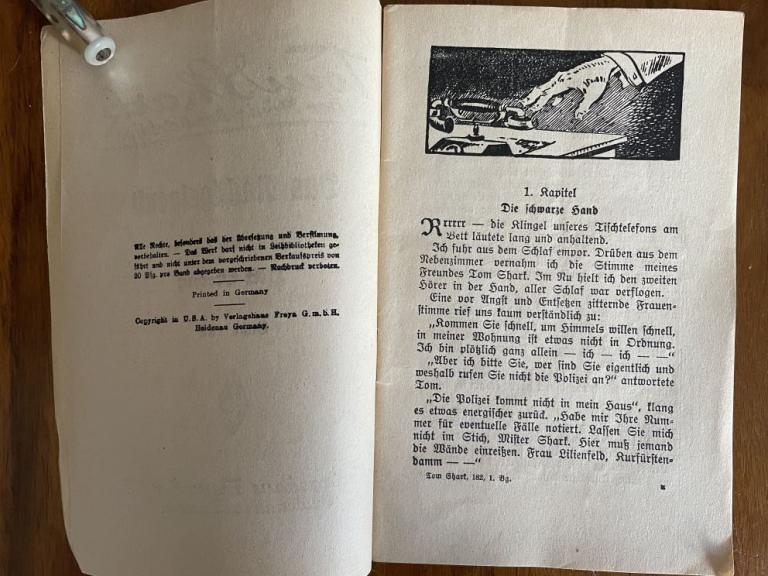 Alle Rechte, besonders das der Übersetzung und Verfilmung,
vorbehalten. — Das Werk darf nicht in Leihbibliotheken ge-
führt und nicht unter dem vorgeschriebenen Verkaufspreis von
20 Pfg. pro Band abgegeben werden. — Nachdruck verboten.
Printed in Germany
Copyright in U.S.A. by Verlagshaus Freya G. m. b. H.
Heidenau Germany.
1. Kapitel
Die schwarze Hand
Rrrrrr — die Klingel unseres Tischtelefons am
Bett läutete lang und anhaltend.
Ich fuhr aus dem Schlaf empor. Drüben aus dem
Nebenzimmer vernahm ich die Stimme meines
Freundes Tom Shark. Im Nu hielt ich den zweiten
Hörer in der Hand, aller Schlaf war verflogen.
Eine vor Angst und Entsetzen zitternde Frauen-
stimme rief uns kaum verständlich zu:
„Kommen Sie schnell, um Himmels willen schnell,
in meiner Wohnung ist etwas nicht in Ordnung.
Ich bin plötzlich ganz allein — ich — ich — —“
„Aber ich bitte Sie, wer sind Sie eigentlich und
weshalb rufen Sie nicht die Polizei an?“ antwortete
Tom.
„Die Polizei kommt nicht in mein Haus“, klang
es etwas energischer zurück. „Habe mir Ihre Num-
mer für eventuelle Fälle notiert. Lassen Sie mich
nicht im Stich, Mister Shark. Hier muß jemand
die Wände einreißen. Frau Lilienfeld, Kurfürsten-
damm — —“
Tom Shark, 182, 1. Bg.